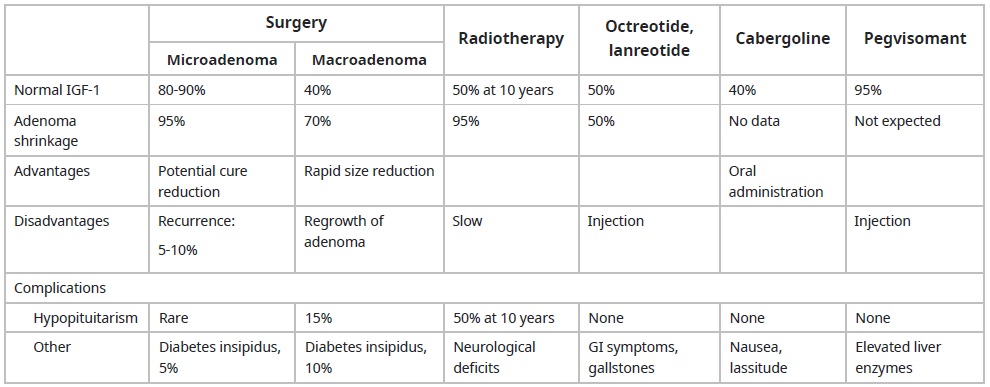 Surgery
Radiotherapy
Octreotide,
lanreotide
Cabergoline
Pegvisomant
Microadenoma
Macroadenoma
Normal IGF-1
80-90%
40%
50% at 10 years
50%
40%
95%
Adenoma
shrinkage
95%
70%
95%
50%
No data
Not expected
Advantages
Potential cure
reduction
Rapid size reduction
Oral
administration
Disadvantages
Recurrence:
5-10%
Regrowth of
adenoma
Slow
Injection
Injection
Complications
Hypopituitarism
Rare
15%
50% at 10 years
None
None
None
Other
Diabetes insipidus,
5%
Diabetes insipidus,
10%
Neurological
deficits
GI symptoms,
gallstones
Nausea,
lassitude
Elevated liver
enzymes